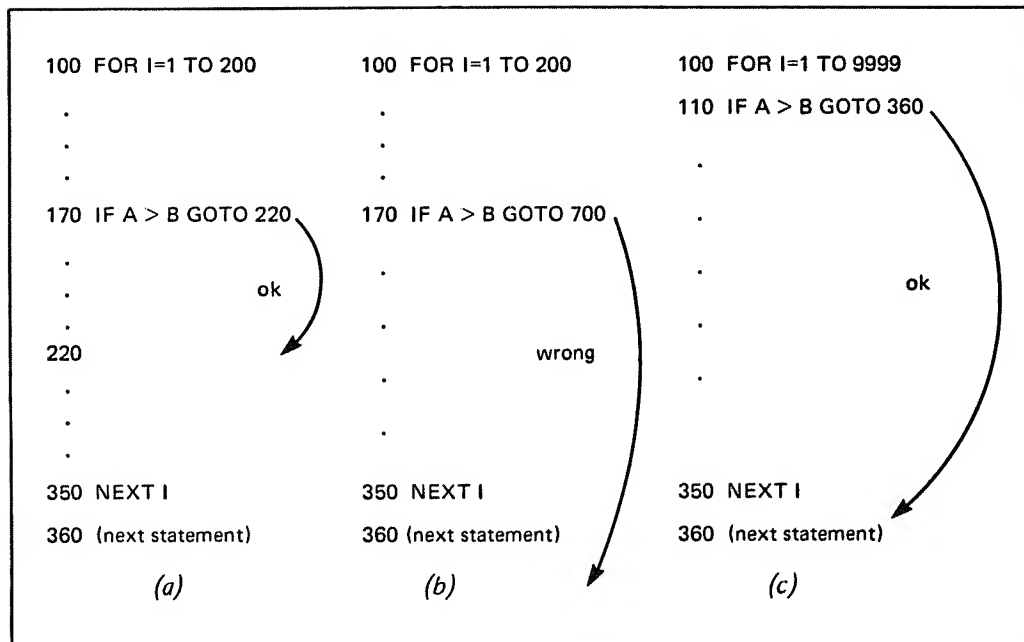 100 FOR I=1 TO 200
.
.
.
170 IF A > B GOTO 220
.
.
.
ok
220
.
.
.
350 NEXT I
360 (next statement)
(a)
100 FOR I=1 TO 200
.
.
.
170 IF A > B GOTO 700
.
.
wrong
.
.
350 NEXT I
360 (next statement)
(b)
100 FOR I=1 TO 9999
110 IF A > B GOTO 360
.
.
.
ok
.
.
350 NEXT I
360 (next statement)
(c)